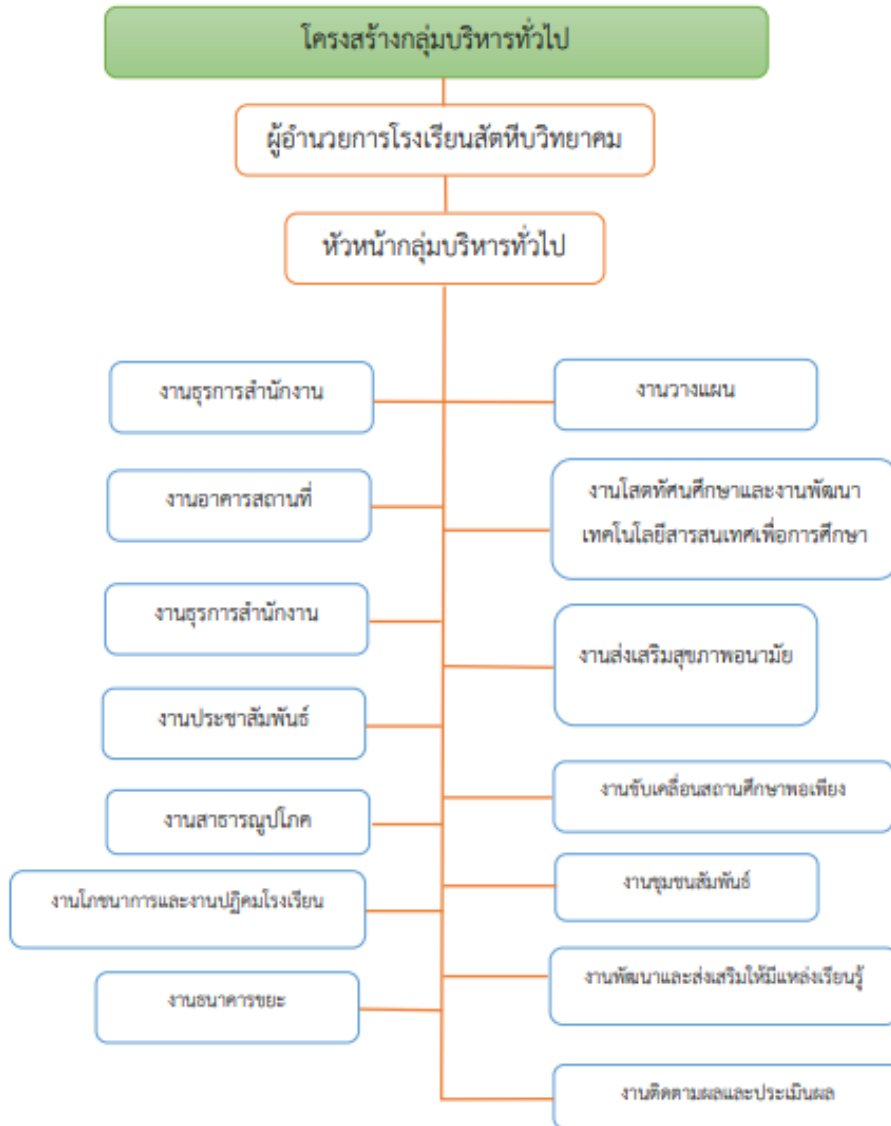 โครงสร้างกลุ่มบริหารทั่วไป
ผู้อำนวยการโรงเรียนสัตหีบวิทยาคม
หัวหน้ากลุ่มบริหารทั่วไป
งานธุรการสำนักงาน
งานวางแผน
งานอาคารสถานที่
งานโสตทัศนศึกษาและงานพัฒนา
เทคโนโลยีสารสนเทศเพื่อการศึกษา
งานธุรการสำนักงาน
งานส่งเสริมสุขภาพอนามัย
งานประชาสัมพันธ์
งานขับเคลื่อนสถานศึกษาพอเพียง
งานสาธารณูปโภค
งานชุมชนสัมพันธ์
งานโภชนาการและงานปฏิคมโรงเรียน
งานพัฒนาและส่งเสริมให้มีแหล่งเรียนรู้
งานธนาคารขยะ
งานติดตามผลและประเมินผล